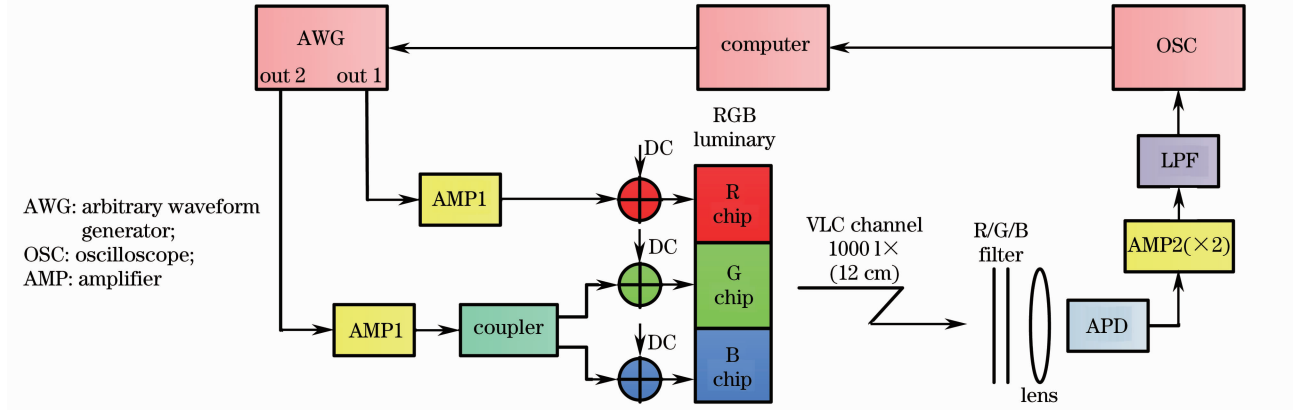 AWG
out 2 out 1
computer
OSC
RGB
luminary
DC
AMP1
R
chip
LPF
AWG: arbitrary waveform
generator;
OSC: oscilloscope;
AMP: amplifier
DC
G
chip
VLC channel
1000 l×
(12 cm)
R/G/B
filter
AMP2(×2)
AMP1
coupler
DC
B
chip
APD
lens